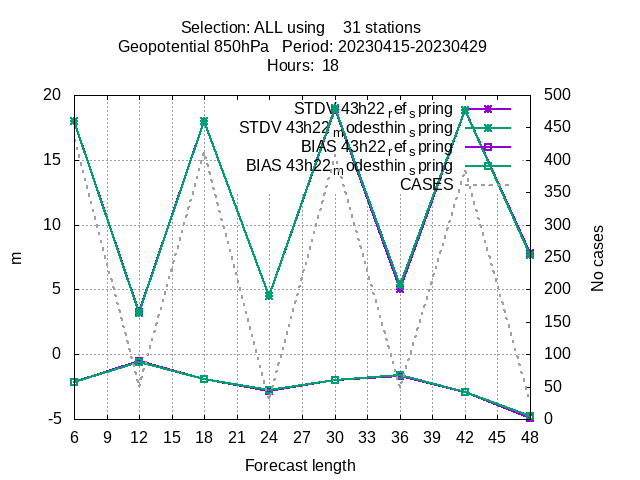 Selection: ALL using    31 stations
Geopotential 850hPa   Period: 20230415-20230429
Hours:  18
20 15 10 5 0 -5
m
STDV 43h22_ref_spring
STDV 43h22_modesthin_spring
BIAS 43h22_ref_spring
BIAS 43h22_modesthin_spring
CASES
500 450 400 350 300 250 200 150 100 50 0
No cases
6 9 12 15 18 21 24 27 30 33 36 39 42 45 48
Forecast length